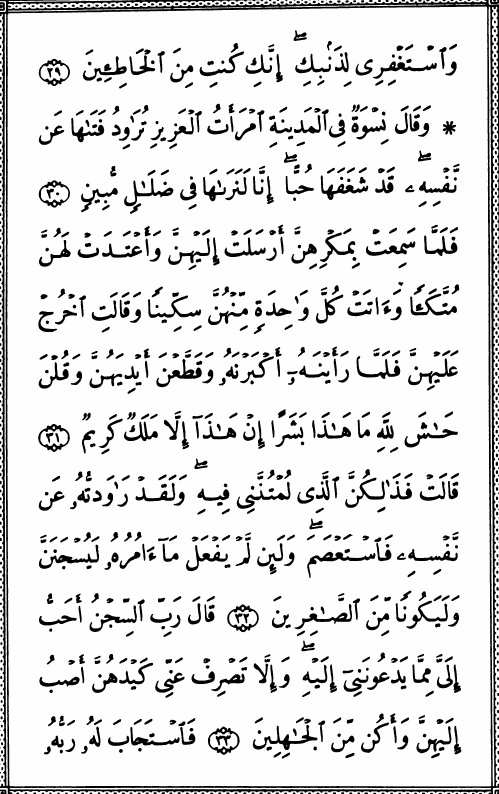 وَٱسۡتَغۡفِرِى لِذَنۢبِكِۖ إِنَّكِ كُنتِ مِنَ ٱلۡخَاطِـِٔينَ ٢٩
* وَقَالَ نِسۡوَةٌ فِى ٱلۡمَدِينَةِ ٱمۡرَأَتُ ٱلۡعَزِيزِ تُرَٰوِدُ فَتَىٰهَا عَن
نَّفۡسِهِۦۖ قَدۡ شَغَفَهَا حُبًّاۖ إِنَّا لَنَرَىٰهَا فِى ضَلَٰلٍ مُّبِينٍ ٣٠
فَلَمَّا سَمِعَتۡ بِمَكۡرِهِنَّ أَرۡسَلَتۡ إِلَيۡهِنَّ وَأَعۡتَدَتۡ لَهُنَّ
مُتَّكَـًٔا وَءَاتَتۡ كُلَّ وَٰحِدَةٍ مِّنۡهُنَّ سِكِّينًا وَقَالَتِ ٱخۡرُجۡ
عَلَيۡهِنَّ فَلَمَّا رَأَيۡنَهُۥٓ أَكۡبَرۡنَهُۥ وَقَطَّعۡنَ أَيۡدِيَهُنَّ وَقُلۡنَ
حَٰشَ لِلَّهِ مَا هَٰذَا بَشَرًا إِنۡ هَٰذَآ إِلَّا مَلَكٌ كَرِيمٌ ٣١
قَالَتۡ فَذَٰلِكُنَّ ٱلَّذِى لُمۡتُنَّنِى فِيهِۖ وَلَقَدۡ رَٰوَدتُّهُۥ عَن
نَّفۡسِهِۦ فَٱسۡتَعۡصَمَۖ وَلَئِن لَّمۡ يَفۡعَلۡ مَآ ءَامُرُهُۥ لَيُسۡجَنَنَّ
وَلَيَكُونًا مِّنَ ٱلصَّٰغِرِينَ ٣٢ قَالَ رَبِّ ٱلسِّجۡنُ أَحَبُّ
إِلَىَّ مِمَّا يَدۡعُونَنِىٓ إِلَيۡهِۖ وَإِلَّا تَصۡرِفۡ عَنِّى كَيۡدَهُنَّ أَصۡبُ
إِلَيۡهِنَّ وَأَكُن مِّنَ ٱلۡجَٰهِلِينَ ٣٣ فَٱسۡتَجَابَ لَهُۥ رَبُّهُۥ